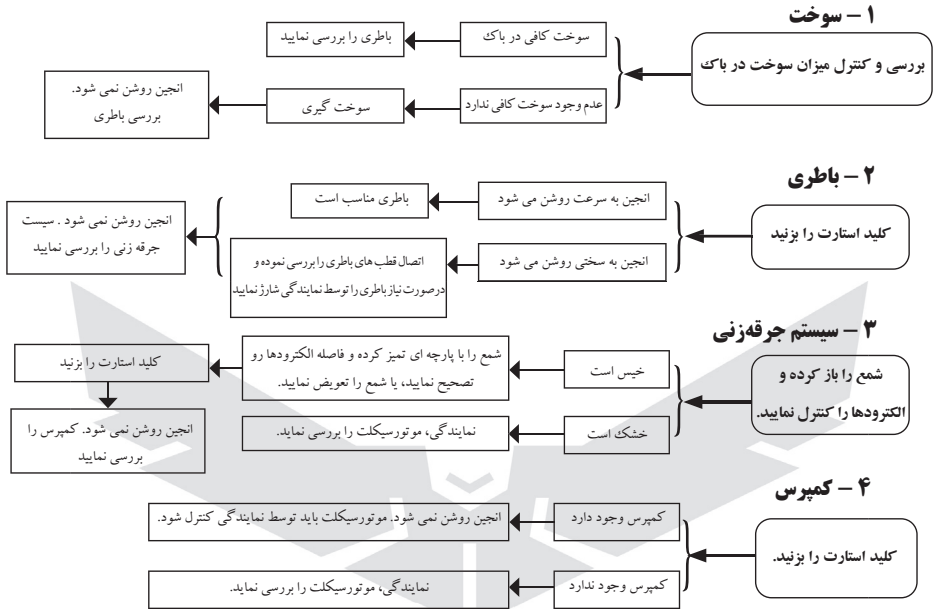 ۱ – سوخت
بررسی و کنترل میزان سوخت در باک
سوخت کافی در باک
باطری را بررسی نمایید
عدم وجود سوخت کافی ندارد
سوخت گیری
انجین روشن نمی شود.
بررسی باطری
۲ – باطری
کلید استارت را بزنید
انجین به سرعت روشن می شود
باطری مناسب است
انجین به سختی روشن می شود
اتصال قطب های باطری را بررسی نموده و
درصورت نیاز باطری را توسط نمایندگی شارژ نمایید
انجین روشن نمی شود . سیست
جرقه زنی را بررسی نمایید
۳ – سیستم جرقه‌زنی
شمع را باز کرده و
الکترودها را کنترل نمایید.
خیس است
شمع را با پارچه ای تمیز کرده و فاصله الکترودها رو
تصحیح نمایید، یا شمع را تعویض نمایید.
کلید استارت را بزنید
انجین روشن نمی شود. کمپرس را
بررسی نمایید
خشک است
نمایندگی، موتورسیکلت را بررسی نماید.
۴ – کمپرس
کلید استارت را بزنید.
کمپرس وجود دارد
انجین روشن نمی شود. موتورسیکلت باید توسط نمایندگی کنترل شود.
کمپرس وجود ندارد
نمایندگی، موتورسیکلت را بررسی نماید.